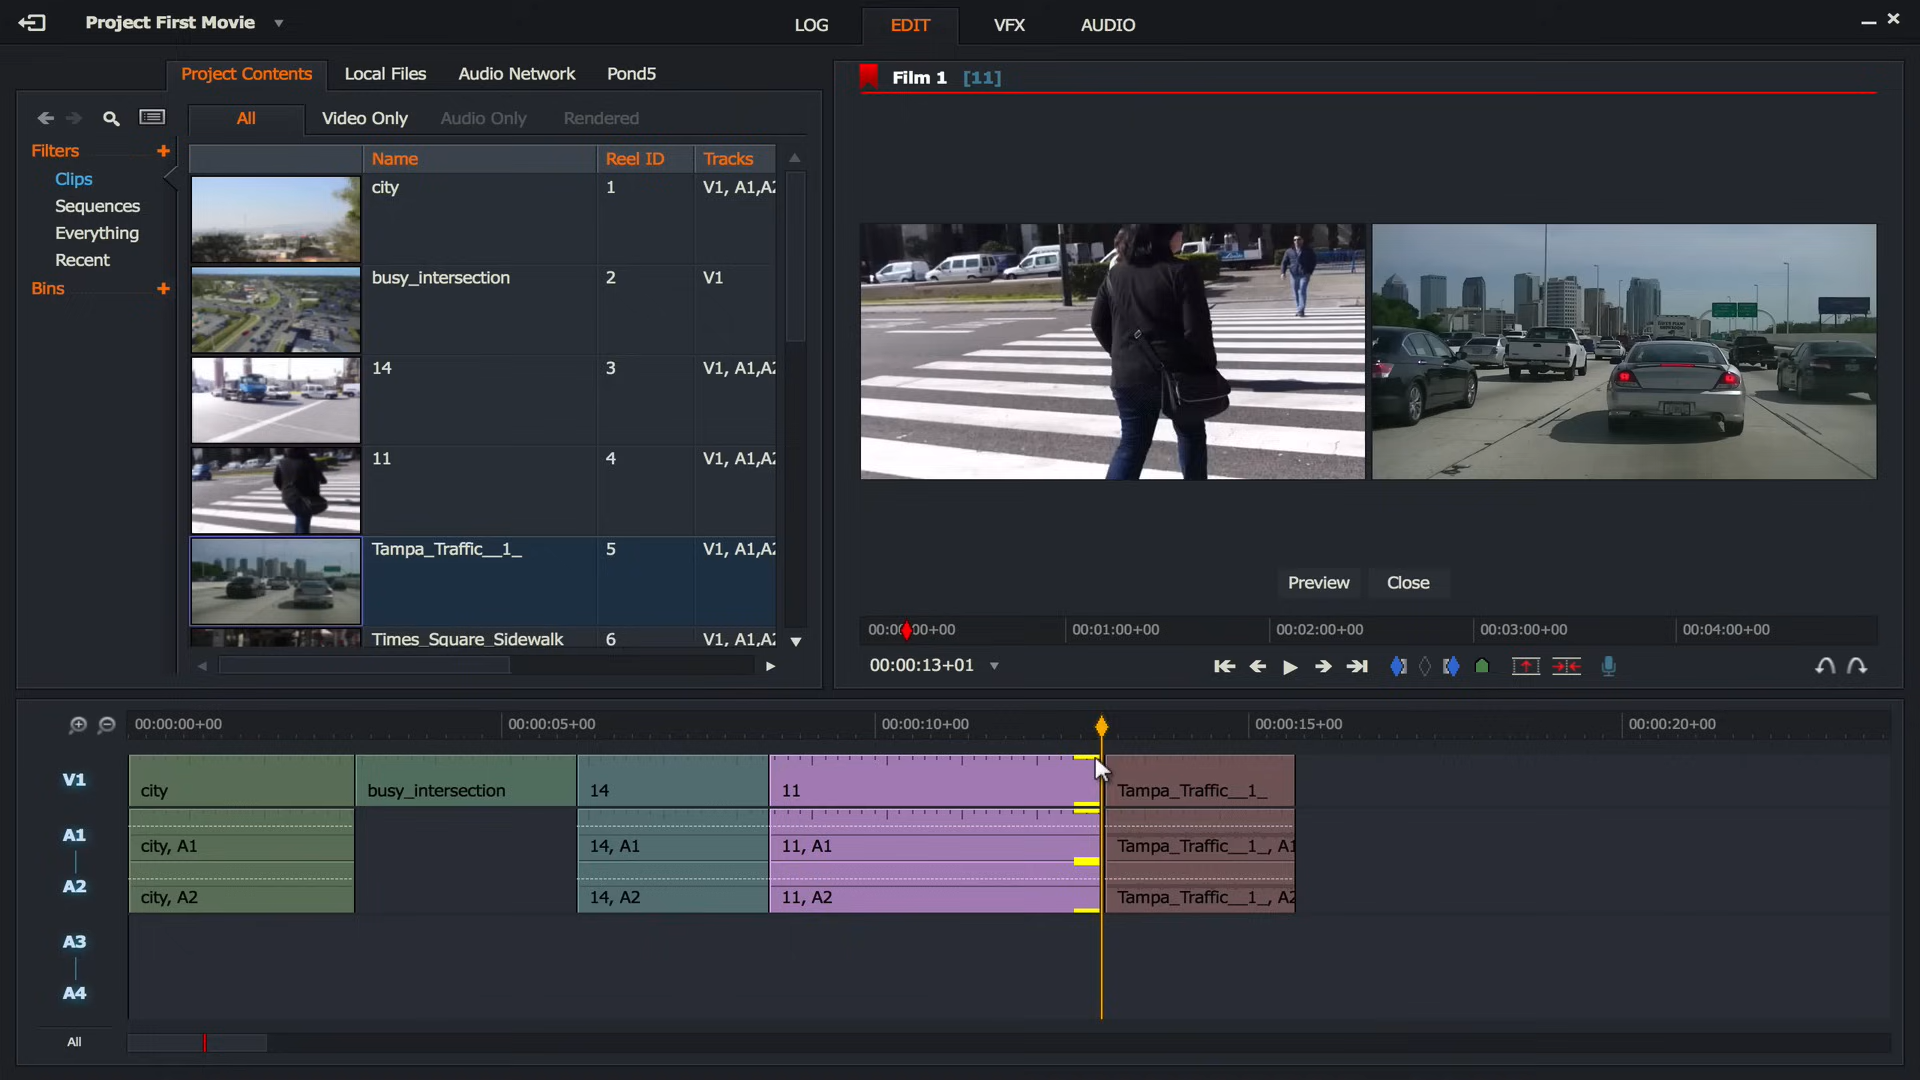 Project First Movie
LOG EDIT VFX AUDIO
Project Contents Local Files Audio Network Pond5
All Video Only Audio Only Rendered
Filters
Clips
Sequences
Everything
Recent
Bins
Name Reel ID Tracks
city 1 V1, A1,A2
busy_intersection 2 V1
14 3 V1, A1,A2
11 4 V1, A1,A2
Tampa_Traffic__1_ 5 V1, A1,A2
Times_Square_Sidewalk 6 V1, A1,A2
Film 1 [11]
Preview Close
00:01:00+00 00:02:00+00 00:03:00+00 00:04:00+00
00:00:13+01
00:00:00+00 00:00:05+00 00:00:10+00 00:00:15+00 00:00:20+00
V1
city busy_intersection 14 11 Tampa_Traffic__1_
A1
city, A1 14, A1 11, A1 Tampa_Traffic__1_, A1
A2
city, A2 14, A2 11, A2 Tampa_Traffic__1_, A2
A3
A4
All